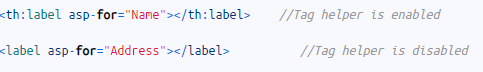 <th:label asp-for="Name"></th:label>    //Tag helper is enabled
<label asp-for="Address"></label>          //Tag helper is disabled